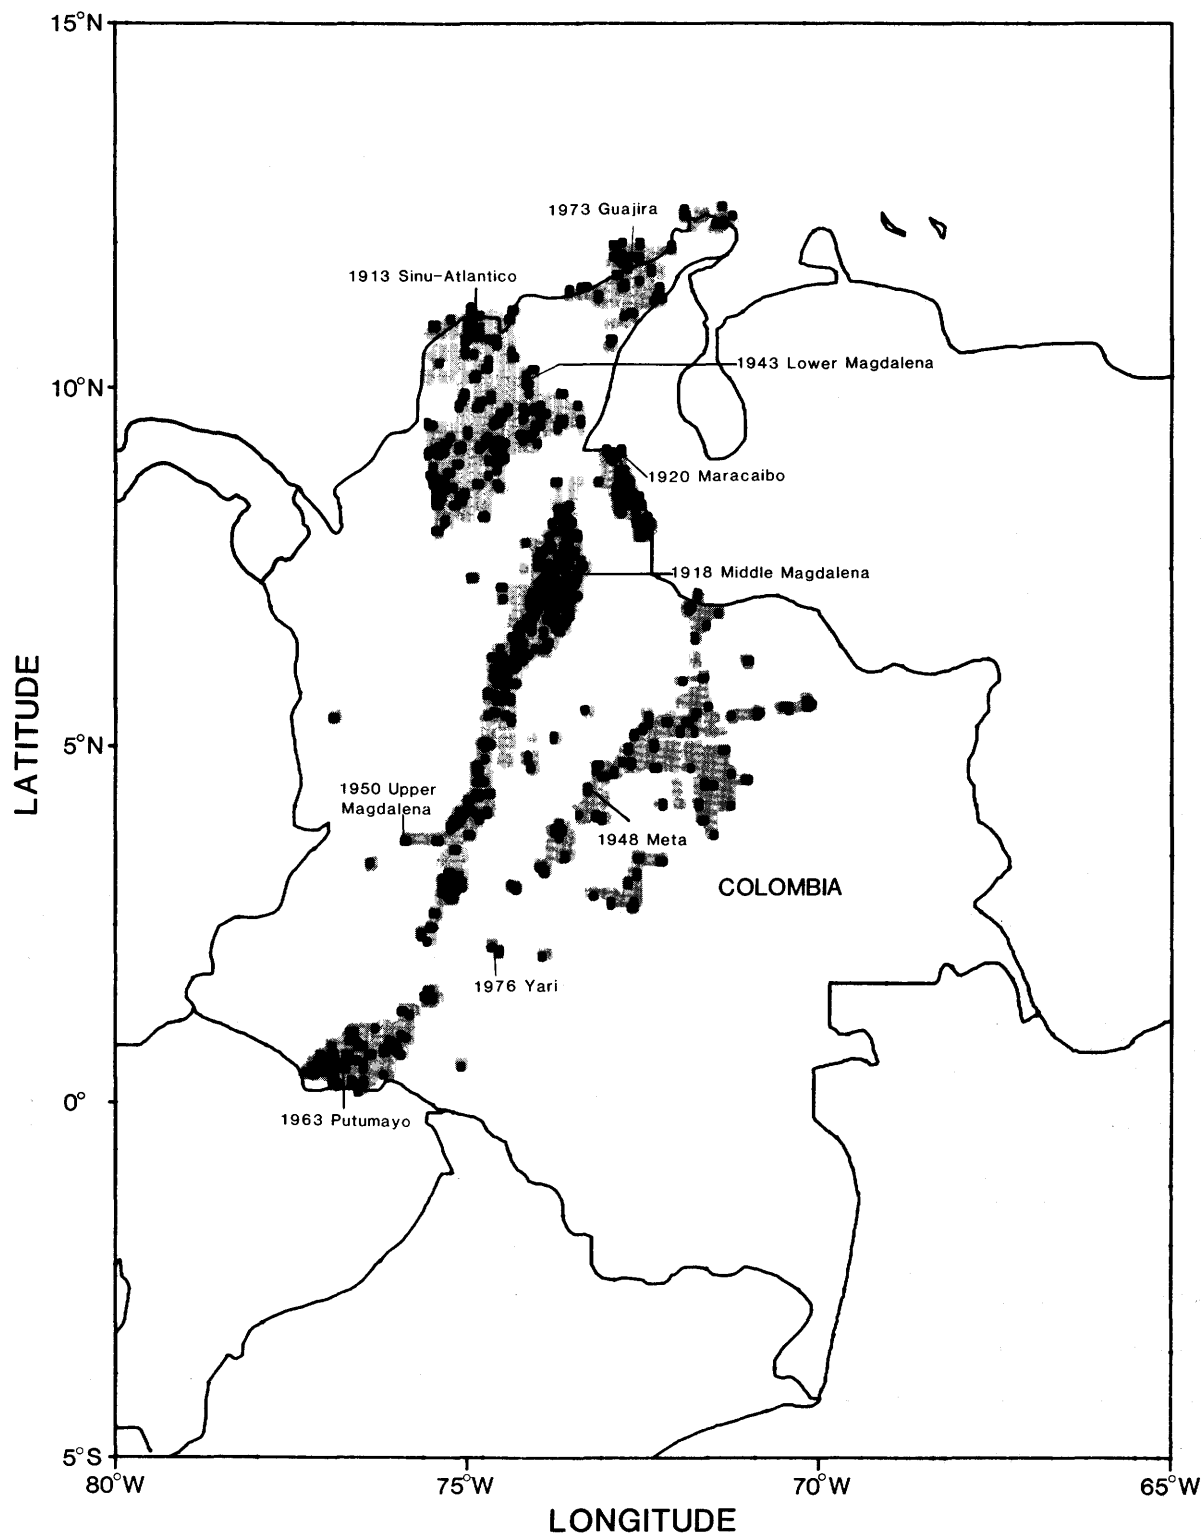 15°N
1973 Guajira
1913 Sinu-Atlantico
1943 Lower Magdalena
10°N
1920 Maracaibo
1918 Middle Magdalena
LATITUDE
5°N
1950 Upper
Magdalena
1948 Meta
COLOMBIA
1976 Yari
0°
1963 Putumayo
5°S
80°W
75°W
70°W
65°W
LONGITUDE